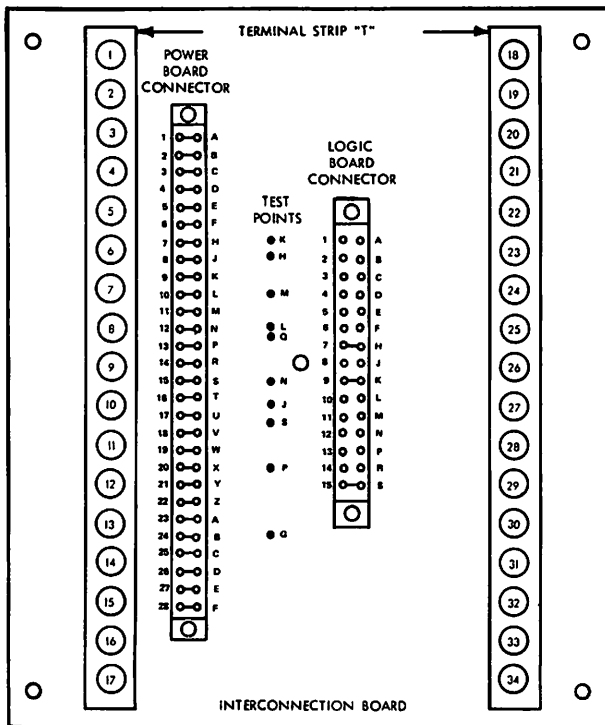 TERMINAL STRIP "T"
1
2
3
4
5
6
7
8
9
10
11
12
13
14
15
16
17
POWER
BOARD
CONNECTOR
1 A
2 B
3 C
4 D
5 E
6 F
7 H
8 J
9 K
10 L
11 M
12 N
13 P
14 R
15 S
16 T
17 U
18 V
19 W
20 X
21 Y
22 Z
23 A
24 B
25 C
26 D
27 E
28 F
TEST
POINTS
K
H
M
L
Q
N
J
S
P
G
LOGIC
BOARD
CONNECTOR
1 A
2 B
3 C
4 D
5 E
6 F
7 H
8 J
9 K
10 L
11 M
12 N
13 P
14 R
15 S
18
19
20
21
22
23
24
25
26
27
28
29
30
31
32
33
34
INTERCONNECTION BOARD